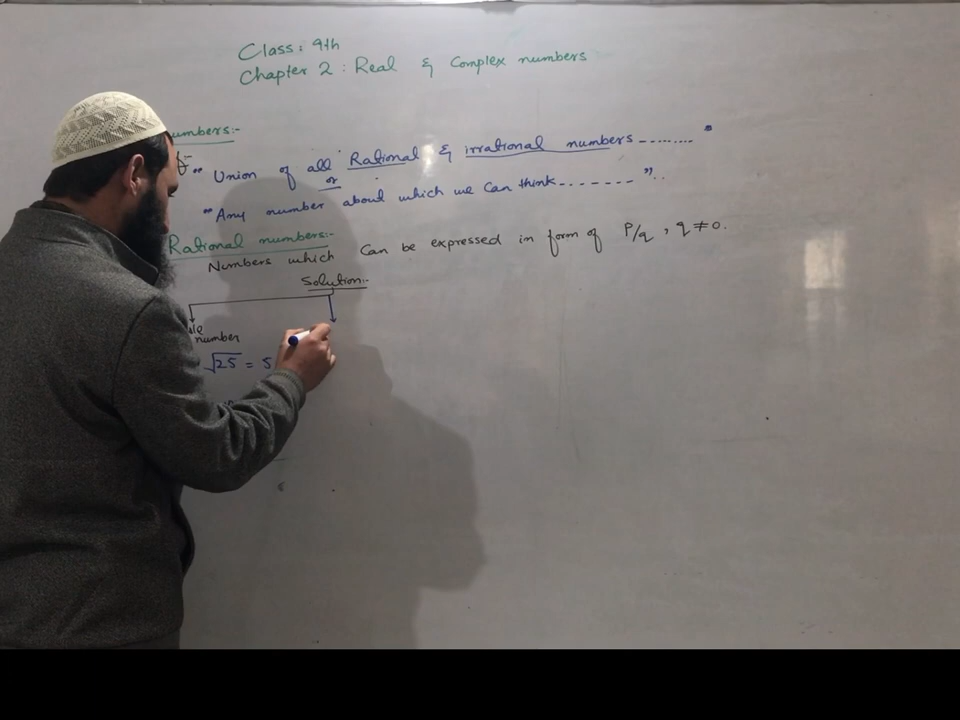 Class: 9th
Chapter 2: Real & Complex numbers
umbers:-
"Union of all Rational & irrational numbers ........."
or
"Any number about which we can think-------"..
Rational numbers:-
Numbers which can be expressed in form of P/q, q≠0.
Solution:-
le
number
√25 = 5